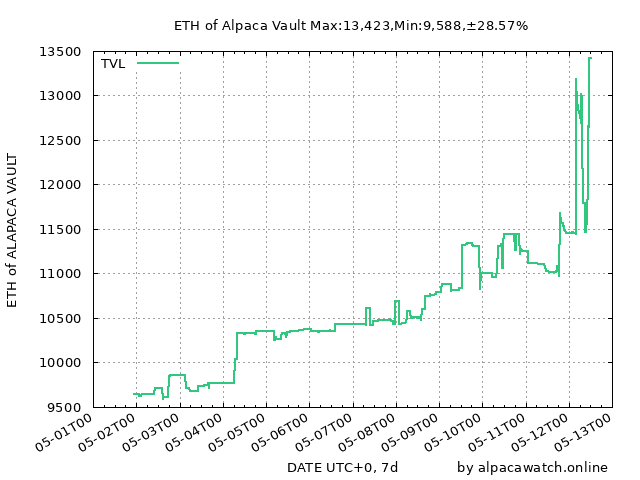 ETH of Alpaca Vault Max:13,423,Min:9,588,±28.57%
TVL
13500
13000
12500
12000
11500
11000
10500
10000
9500
ETH of ALAPACA VAULT
05-01T00
05-02T00
05-03T00
05-04T00
05-05T00
05-06T00
05-07T00
05-08T00
05-09T00
05-10T00
05-11T00
05-12T00
05-13T00
DATE UTC+0, 7d
by alpacawatch.online